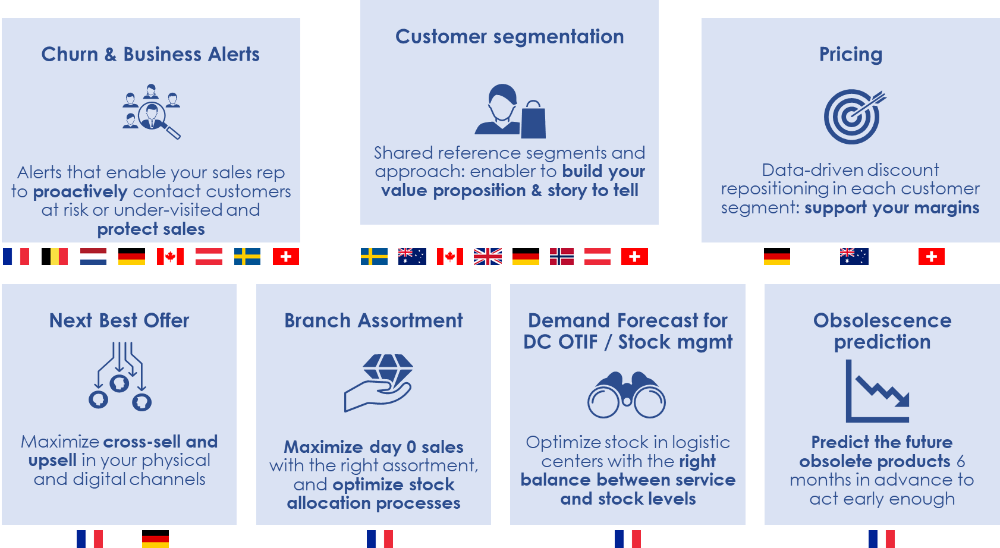 Churn & Business Alerts
Alerts that enable your sales rep
to proactively contact customers
at risk or under-visited and
protect sales
Customer segmentation
Shared reference segments and
approach: enabler to build your
value proposition & story to tell
Pricing
Data-driven discount
repositioning in each customer
segment: support your margins
Next Best Offer
Maximize cross-sell and
upsell in your physical
and digital channels
Branch Assortment
Maximize day 0 sales
with the right assortment,
and optimize stock
allocation processes
Demand Forecast for
DC OTIF / Stock mgmt
Optimize stock in logistic
centers with the right
balance between service
and stock levels
Obsolescence
prediction
Predict the future
obsolete products 6
months in advance to
act early enough